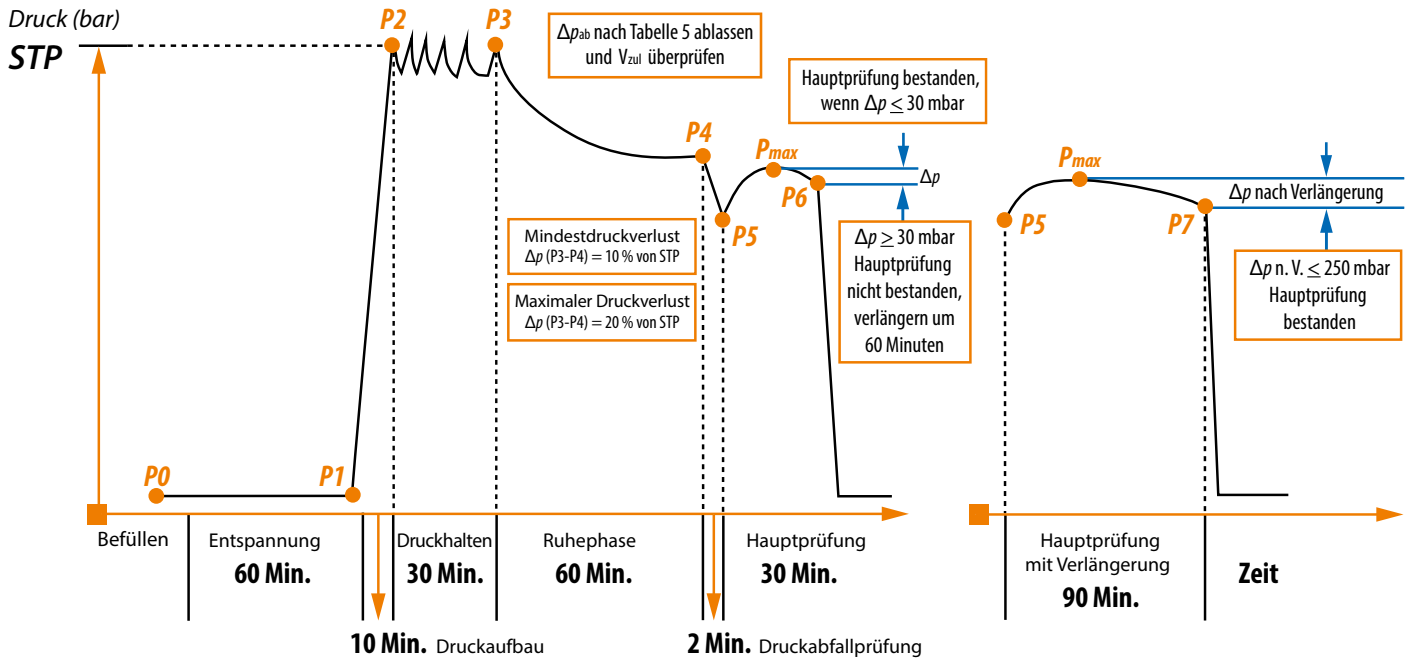 Druck (bar)
STP
P2
P3
Δpab nach Tabelle 5 ablassen
und Vzul überprüfen
Hauptprüfung bestanden,
wenn Δp ≤ 30 mbar
P4
Pmax
P6
Δp
P5
Mindestdruckverlust
Δp (P3-P4) = 10 % von STP
Maximaler Druckverlust
Δp (P3-P4) = 20 % von STP
Δp ≥ 30 mbar
Hauptprüfung
nicht bestanden,
verlängern um
60 Minuten
Pmax
Δp nach Verlängerung
P5
P7
Δp n. V. ≤ 250 mbar
Hauptprüfung
bestanden
P0
P1
Befüllen
Entspannung
60 Min.
Druckhalten
30 Min.
Ruhephase
60 Min.
Hauptprüfung
30 Min.
Hauptprüfung
mit Verlängerung
90 Min.
Zeit
10 Min. Druckaufbau
2 Min. Druckabfallprüfung